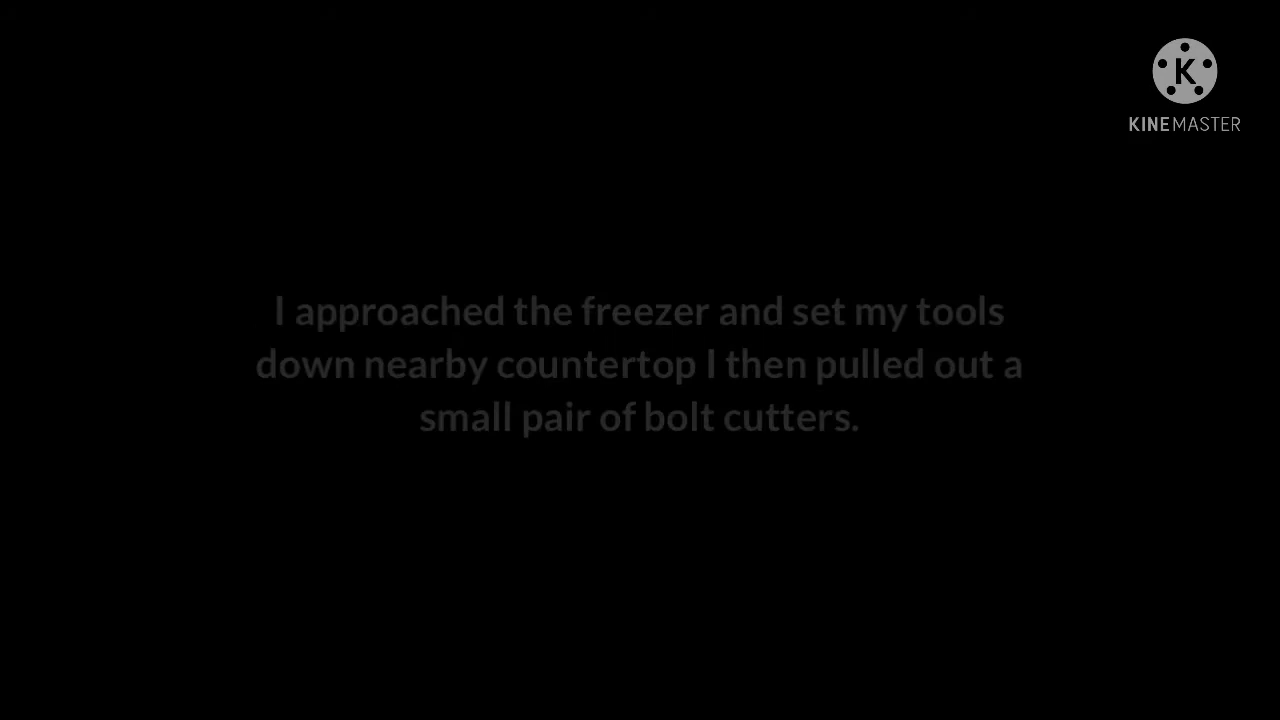 K
KINEMASTER
I approached the freezer and set my tools
down nearby countertop I then pulled out a
small pair of bolt cutters.